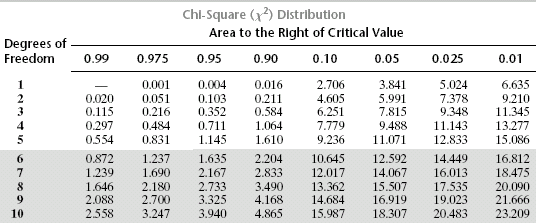 Chi-Square (χ²) Distribution
Area to the Right of Critical Value
Degrees of
Freedom 0.99 0.975 0.95 0.90 0.10 0.05 0.025 0.01
1 — 0.001 0.004 0.016 2.706 3.841 5.024 6.635
2 0.020 0.051 0.103 0.211 4.605 5.991 7.378 9.210
3 0.115 0.216 0.352 0.584 6.251 7.815 9.348 11.345
4 0.297 0.484 0.711 1.064 7.779 9.488 11.143 13.277
5 0.554 0.831 1.145 1.610 9.236 11.071 12.833 15.086
6 0.872 1.237 1.635 2.204 10.645 12.592 14.449 16.812
7 1.239 1.690 2.167 2.833 12.017 14.067 16.013 18.475
8 1.646 2.180 2.733 3.490 13.362 15.507 17.535 20.090
9 2.088 2.700 3.325 4.168 14.684 16.919 19.023 21.666
10 2.558 3.247 3.940 4.865 15.987 18.307 20.483 23.209